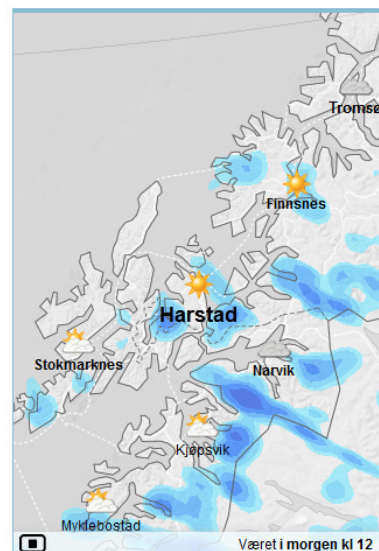 Tromsø
Finnsnes
Harstad
Stokmarknes
Narvik
Kjøpsvik
Myklebostad
Været i morgen kl 12